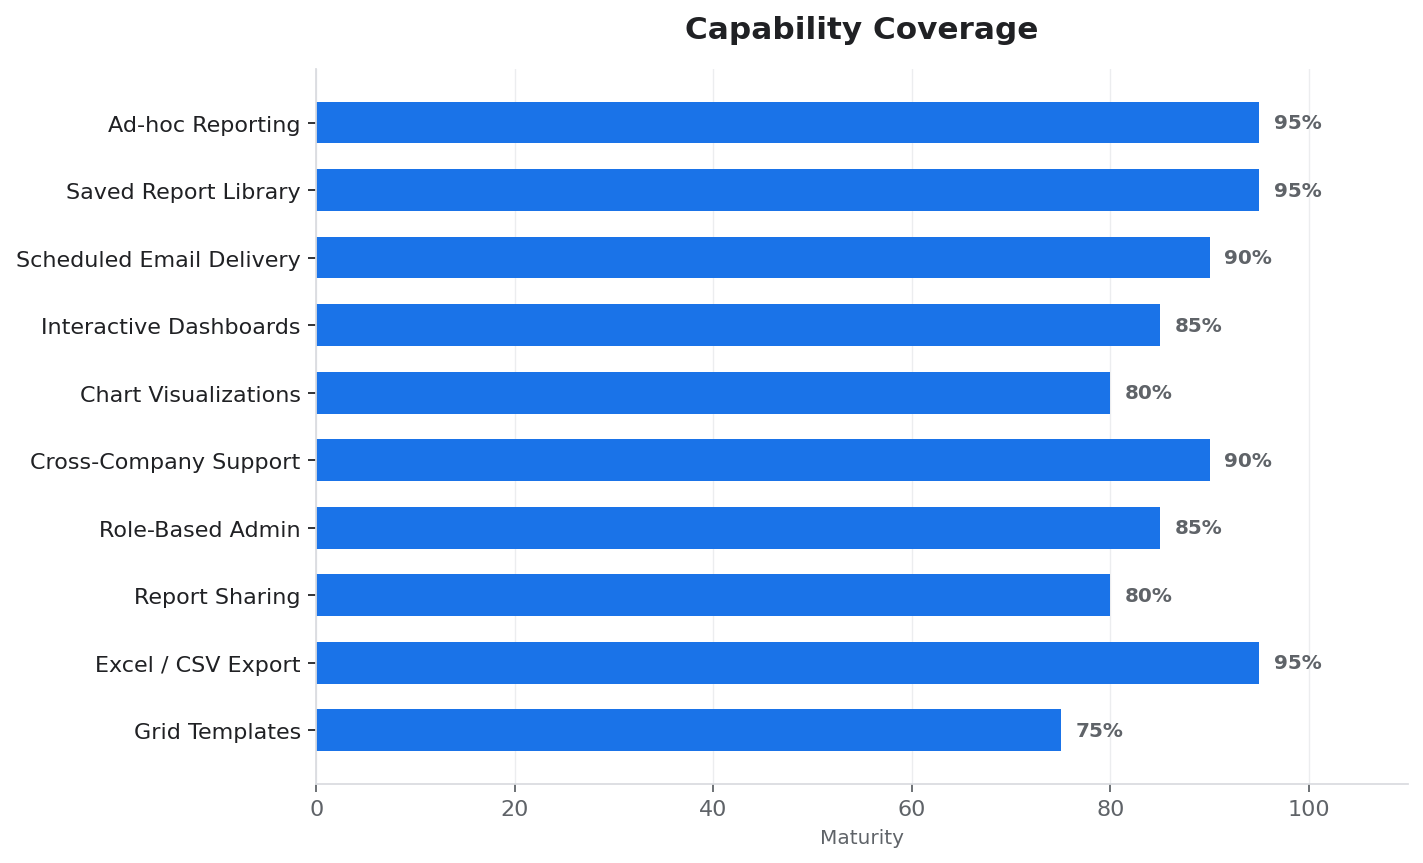 Capability Coverage
Ad-hoc Reporting 95%
Saved Report Library 95%
Scheduled Email Delivery 90%
Interactive Dashboards 85%
Chart Visualizations 80%
Cross-Company Support 90%
Role-Based Admin 85%
Report Sharing 80%
Excel / CSV Export 95%
Grid Templates 75%
0 20 40 60 80 100
Maturity